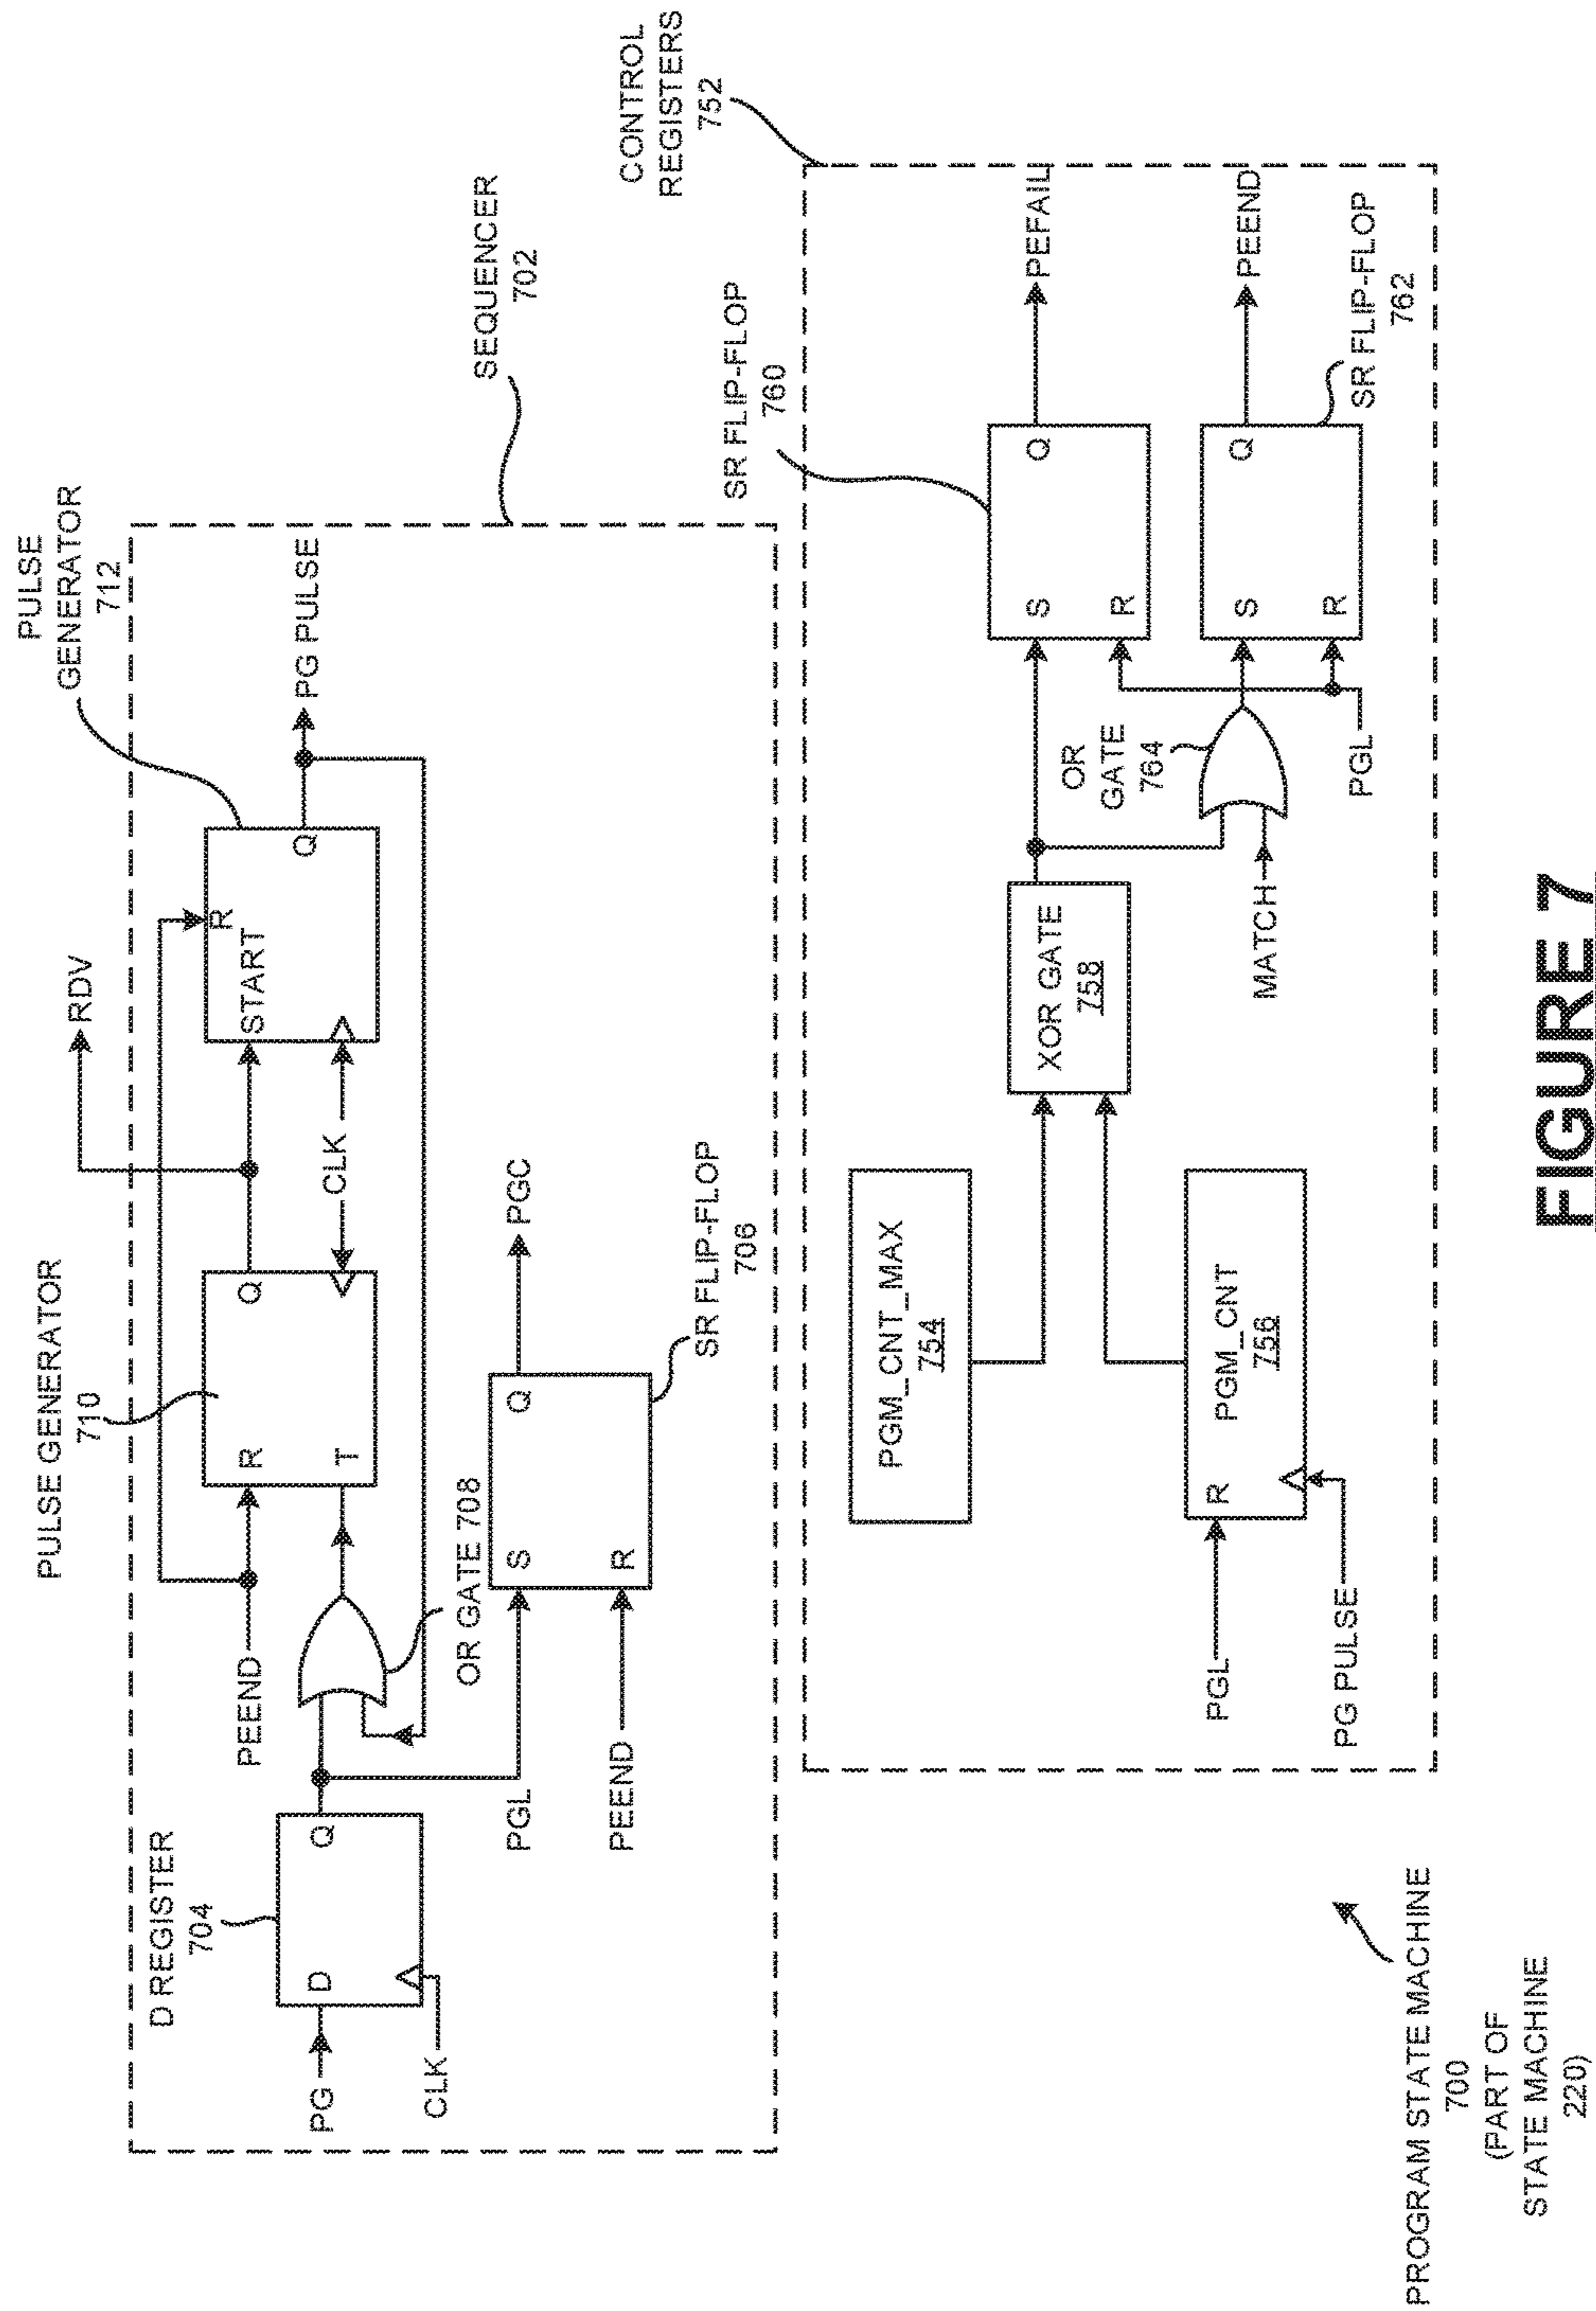 PULSE
GENERATOR
712
RDV
PULSE GENERATOR
710
SEQUENCER
702
D REGISTER
704
PG
D
Q
CLK
PEEND
R
T
Q
CLK
R
START
Q
PG PULSE
OR GATE 708
PGL
PEEND
S
R
Q
PGC
SR FLIP-FLOP
706
CONTROL
REGISTERS
752
SR FLIP-FLOP
760
PGM_CNT_MAX
754
PGL
PG PULSE
R
PGM_CNT
756
XOR GATE
758
OR
GATE
764
MATCH
PGL
S
R
Q
PEFAIL
S
R
Q
PEEND
SR FLIP-FLOP
762
PROGRAM STATE MACHINE
700
(PART OF
STATE MACHINE
220)
FIGURE 7